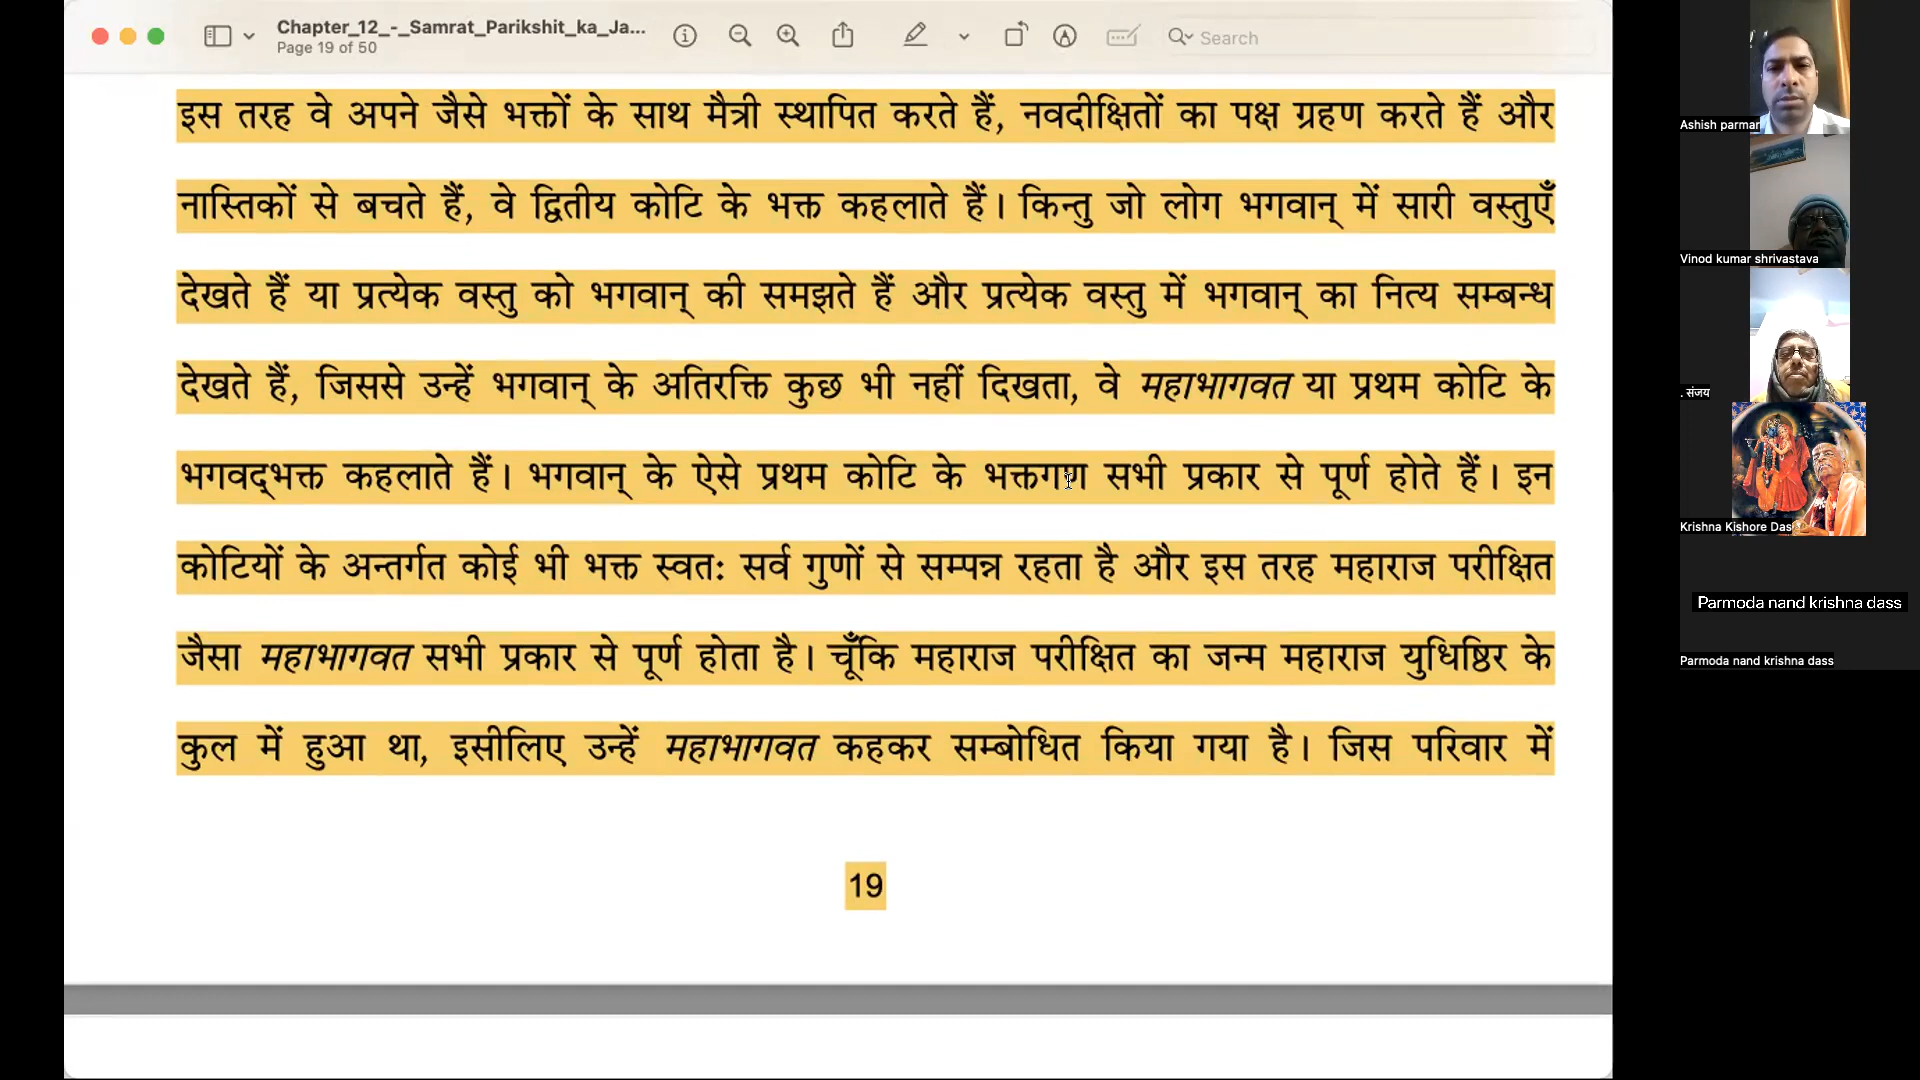 Chapter_12_-_Samrat_Parikshit_ka_Ja...
Page 19 of 50
Search
इस तरह वे अपने जैसे भक्तों के साथ मैत्री स्थापित करते हैं, नवदीक्षितों का पक्ष ग्रहण करते हैं और
नास्तिकों से बचते हैं, वे द्वितीय कोटि के भक्त कहलाते हैं। किन्तु जो लोग भगवान् में सारी वस्तुएँ
देखते हैं या प्रत्येक वस्तु को भगवान् की समझते हैं और प्रत्येक वस्तु में भगवान् का नित्य सम्बन्ध
देखते हैं, जिससे उन्हें भगवान् के अतिरक्ति कुछ भी नहीं दिखता, वे महाभागवत या प्रथम कोटि के
भगवद्‌भक्त कहलाते हैं। भगवान् के ऐसे प्रथम कोटि के भक्तगण सभी प्रकार से पूर्ण होते हैं। इन
कोटियों के अन्तर्गत कोई भी भक्त स्वतः सर्व गुणों से सम्पन्न रहता है और इस तरह महाराज परीक्षित
जैसा महाभागवत सभी प्रकार से पूर्ण होता है। चूँकि महाराज परीक्षित का जन्म महाराज युधिष्ठिर के
कुल में हुआ था, इसीलिए उन्हें महाभागवत कहकर सम्बोधित किया गया है। जिस परिवार में
19
Ashish parmar
Vinod kumar shrivastava
. संजय
Krishna Kishore Das
Parmoda nand krishna dass
Parmoda nand krishna dass